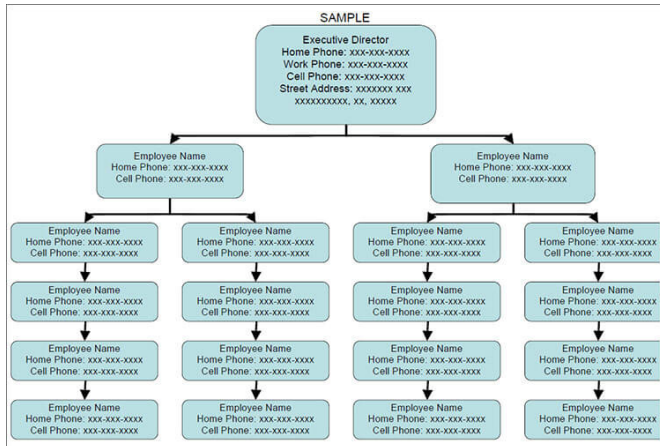 SAMPLE
Executive Director
Home Phone: xxx-xxx-xxxx
Work Phone: xxx-xxx-xxxx
Cell Phone: xxx-xxx-xxxx
Street Address: xxxxxxx xxx
xxxxxxxxxx, xx, xxxxx
Employee Name
Home Phone: xxx-xxx-xxxx
Cell Phone: xxx-xxx-xxxx
Employee Name
Home Phone: xxx-xxx-xxxx
Cell Phone: xxx-xxx-xxxx
Employee Name
Home Phone: xxx-xxx-xxxx
Cell Phone: xxx-xxx-xxxx
Employee Name
Home Phone: xxx-xxx-xxxx
Cell Phone: xxx-xxx-xxxx
Employee Name
Home Phone: xxx-xxx-xxxx
Cell Phone: xxx-xxx-xxxx
Employee Name
Home Phone: xxx-xxx-xxxx
Cell Phone: xxx-xxx-xxxx
Employee Name
Home Phone: xxx-xxx-xxxx
Cell Phone: xxx-xxx-xxxx
Employee Name
Home Phone: xxx-xxx-xxxx
Cell Phone: xxx-xxx-xxxx
Employee Name
Home Phone: xxx-xxx-xxxx
Cell Phone: xxx-xxx-xxxx
Employee Name
Home Phone: xxx-xxx-xxxx
Cell Phone: xxx-xxx-xxxx
Employee Name
Home Phone: xxx-xxx-xxxx
Cell Phone: xxx-xxx-xxxx
Employee Name
Home Phone: xxx-xxx-xxxx
Cell Phone: xxx-xxx-xxxx
Employee Name
Home Phone: xxx-xxx-xxxx
Cell Phone: xxx-xxx-xxxx
Employee Name
Home Phone: xxx-xxx-xxxx
Cell Phone: xxx-xxx-xxxx
Employee Name
Home Phone: xxx-xxx-xxxx
Cell Phone: xxx-xxx-xxxx
Employee Name
Home Phone: xxx-xxx-xxxx
Cell Phone: xxx-xxx-xxxx
Employee Name
Home Phone: xxx-xxx-xxxx
Cell Phone: xxx-xxx-xxxx
Employee Name
Home Phone: xxx-xxx-xxxx
Cell Phone: xxx-xxx-xxxx